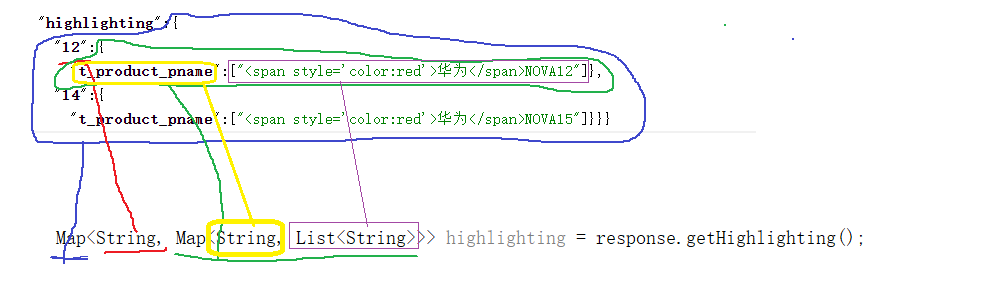 "highlighting":{
"12":{
"t_product_pname":["<span style='color:red'>华为</span>NOVA12"]},
"14":{
"t_product_pname":["<span style='color:red'>华为</span>NOVA15"]}}}
Map<String, Map<String, List<String>>> highlighting = response.getHighlighting();